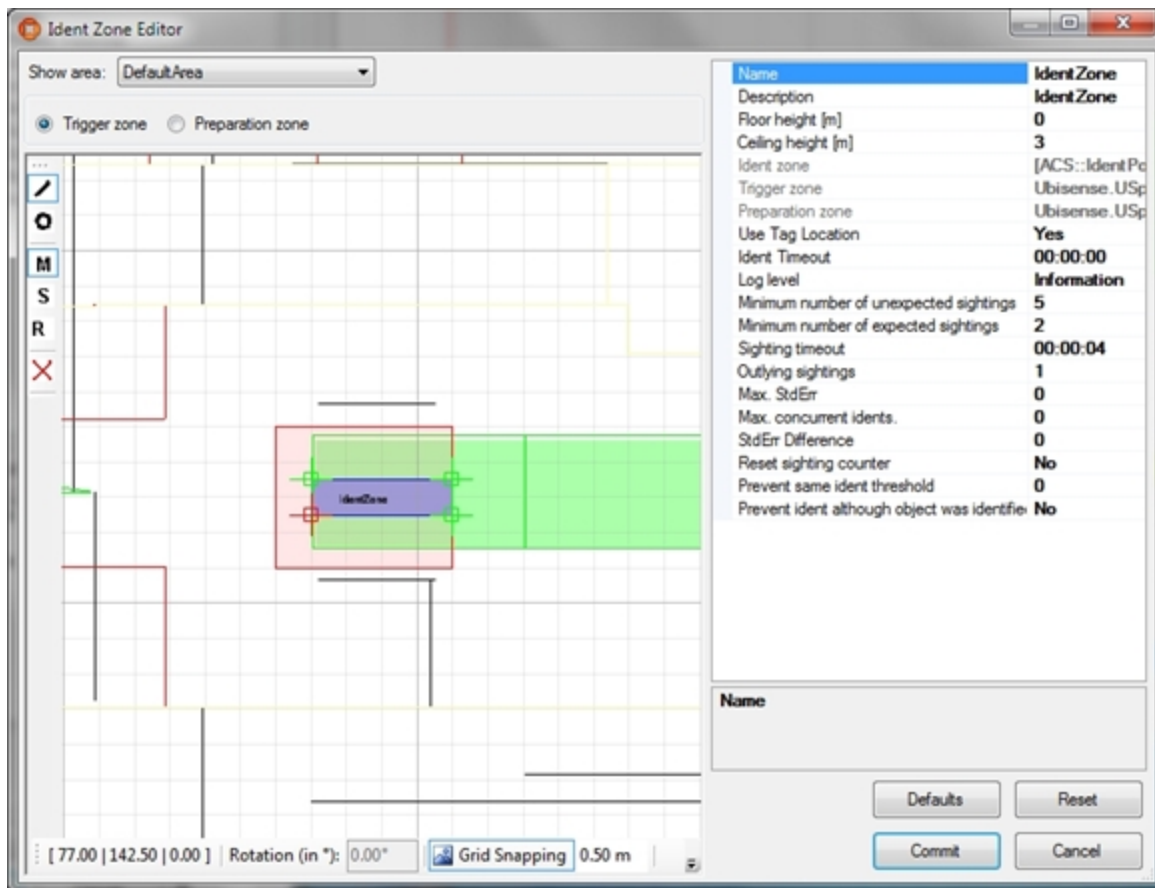 Ident Zone Editor
Show area: DefaultArea
Trigger zone Preparation zone
M
S
R
IdentZone
[ 77.00 | 142.50 | 0.00 ] Rotation (in °): 0.00° Grid Snapping 0.50 m
Name IdentZone
Description IdentZone
Floor height [m] 0
Ceiling height [m] 3
Ident zone [ACS::IdentPo
Trigger zone Ubisense.USp
Preparation zone Ubisense.USp
Use Tag Location Yes
Ident Timeout 00:00:00
Log level Information
Minimum number of unexpected sightings 5
Minimum number of expected sightings 2
Sighting timeout 00:00:04
Outlying sightings 1
Max. StdErr 0
Max. concurrent idents. 0
StdErr Difference 0
Reset sighting counter No
Prevent same ident threshold 0
Prevent ident although object was identifie No
Name
Defaults Reset
Commit Cancel